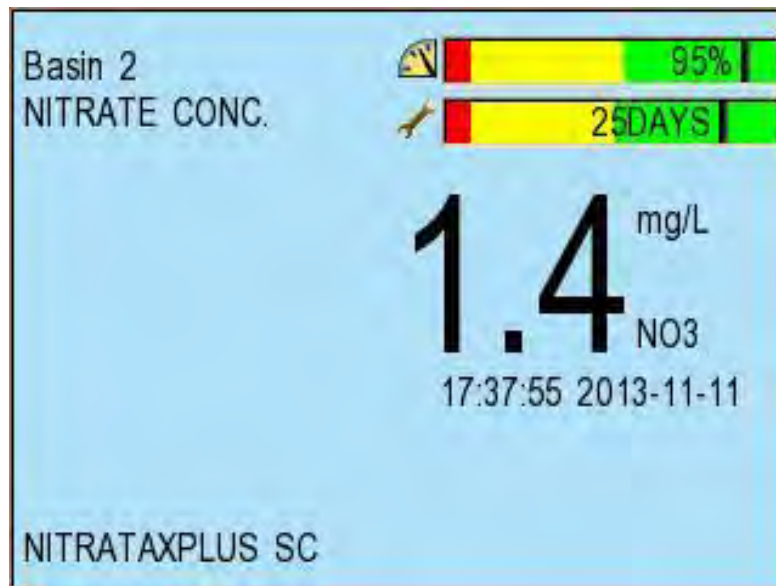 Basin 2
95%
NITRATE CONC.
25DAYS
1.4
mg/L
NO3
17:37:55 2013-11-11
NITRATAXPLUS SC